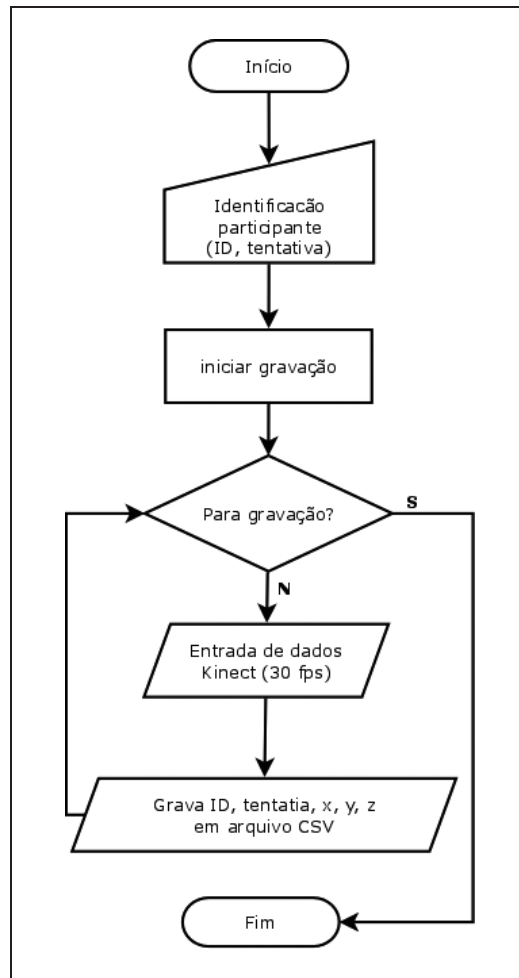 Início
Identificacão
participante
(ID, tentativa)
iniciar gravação
Para gravação?
S
N
Entrada de dados
Kinect (30 fps)
Grava ID, tentatia, x, y, z
em arquivo CSV
Fim